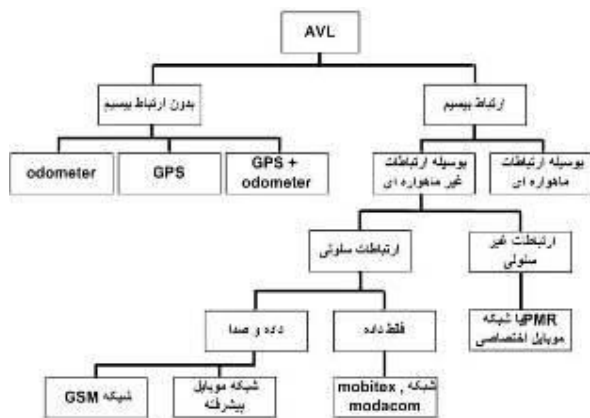 AVL
ارتباط بیسیم
بدون ارتباط بیسیم
بوسیله ارتباطات
ماهواره ای
بوسیله ارتباطات
غیر ماهواره ای
GPS +
odometer
GPS
odometer
ارتباطات غیر
سلولی
ارتباطات سلولی
PMRیا شبکه
موبایل اختصاصی
فقط داده
داده و صدا
شبکه , mobitex
modacom
شبکه موبایل
پیشرفته
شبکه GSM